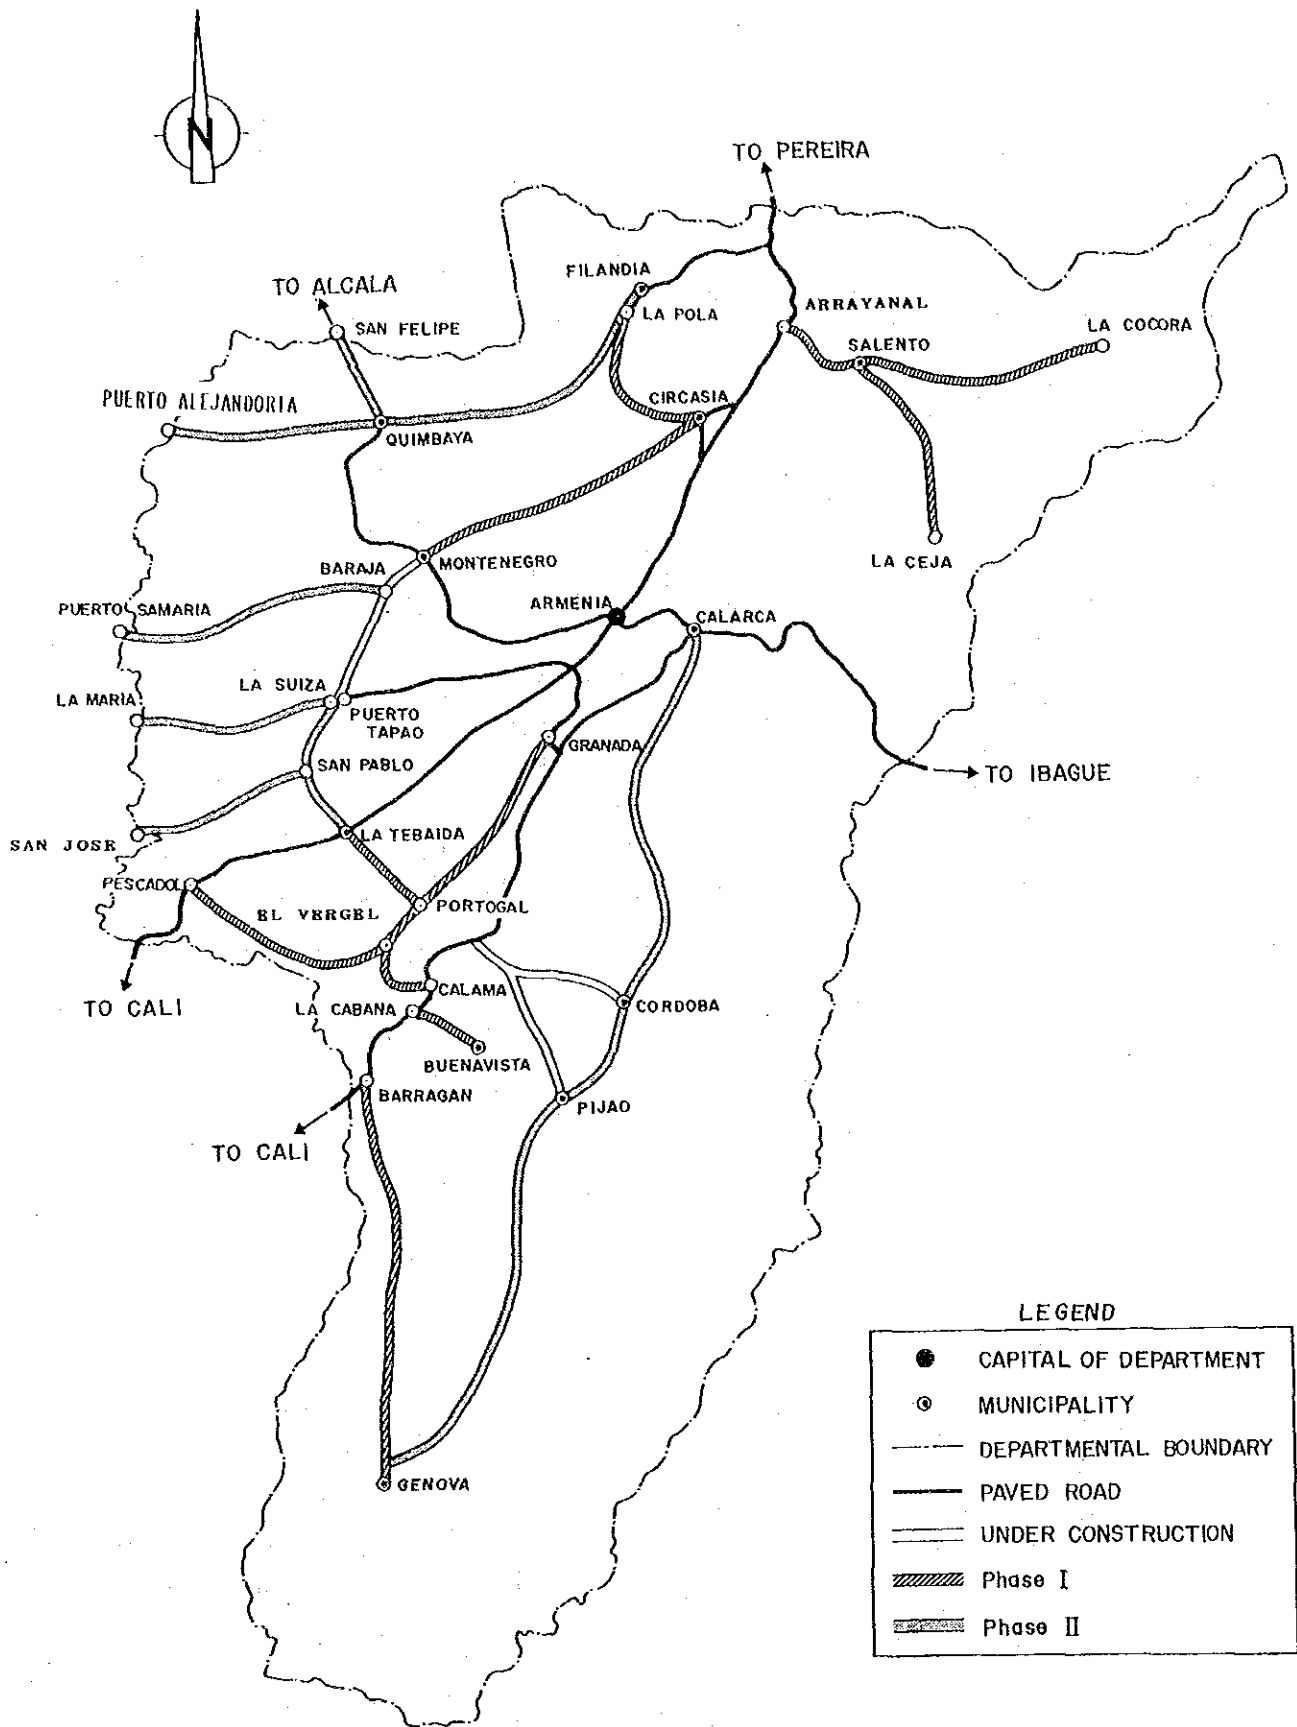 N
TO PEREIRA
FILANDIA
TO ALCALA
LA POLA
ARRAYANAL
SAN FELIPE
LA COCORA
SALENTO
PUERTO ALEJANDORIA
CIRCASIA
QUIMBAYA
BARAJA
MONTENEGRO
LA CEJA
PUERTO SAMARIA
ARMENIA
CALARCA
LA SUIZA
LA MARIA
PUERTO
TAPAO
GRANADA
SAN PABLO
TO IBAGUE
LA TEBAIDA
SAN JOSR
PESCADOL
EL VERGEL
PORTOGAL
CALAMA
TO CALI
LA CABANA
CORDOBA
BUENAVISTA
BARRAGAN
PIJAO
TO CALI
GENOVA
LEGEND
CAPITAL OF DEPARTMENT
MUNICIPALITY
DEPARTMENTAL BOUNDARY
PAVED ROAD
UNDER CONSTRUCTION
Phase I
Phase II